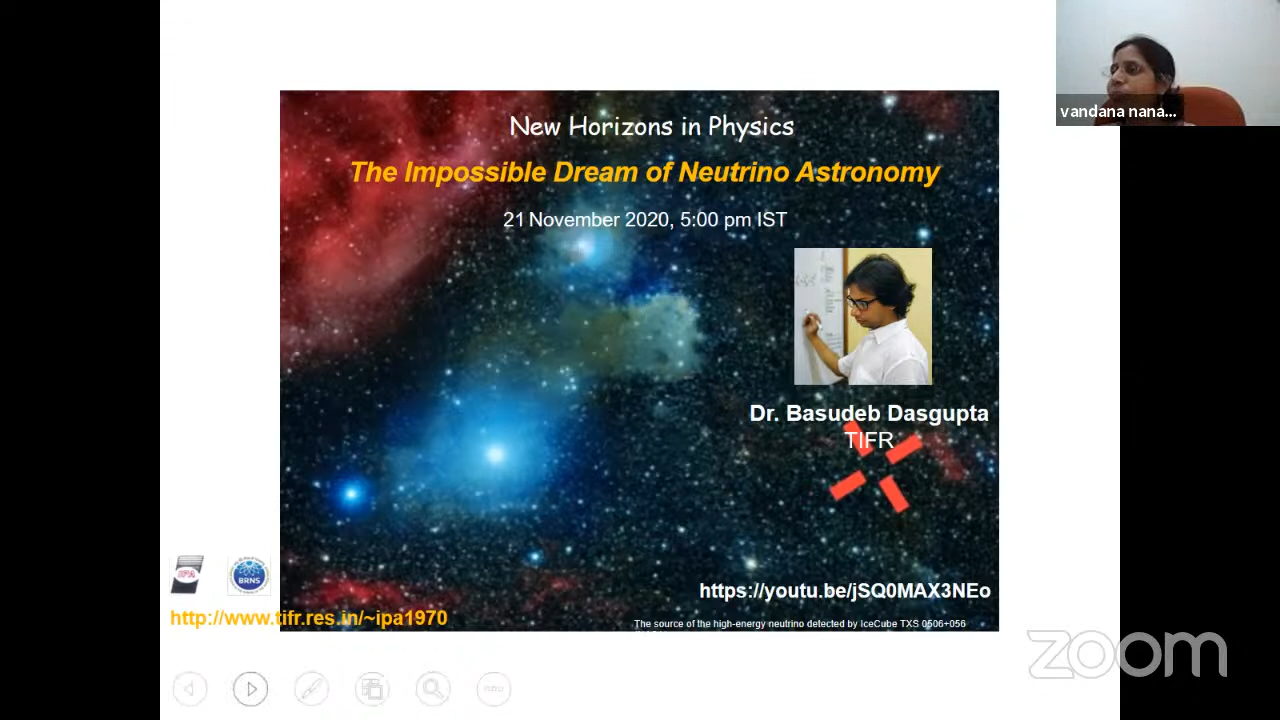 New Horizons in Physics
The Impossible Dream of Neutrino Astronomy
21 November 2020, 5:00 pm IST
Dr. Basudeb Dasgupta
TIFR
https://youtu.be/jSQ0MAX3NEo
The source of the high-energy neutrino detected by IceCube TXS 0506+056
IPA
BRNS
http://www.tifr.res.in/~ipa1970
vandana nana...
zoom